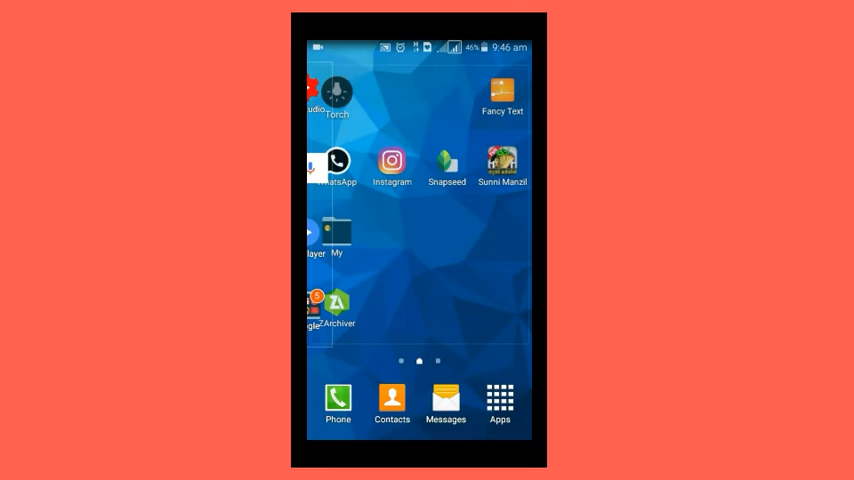 46% 9:46 am
udio
Torch
Fancy Text
WhatsApp
Instagram
Snapseed
Sunni Manzil
layer
My
5
gle
ZArchiver
Phone
Contacts
Messages
Apps